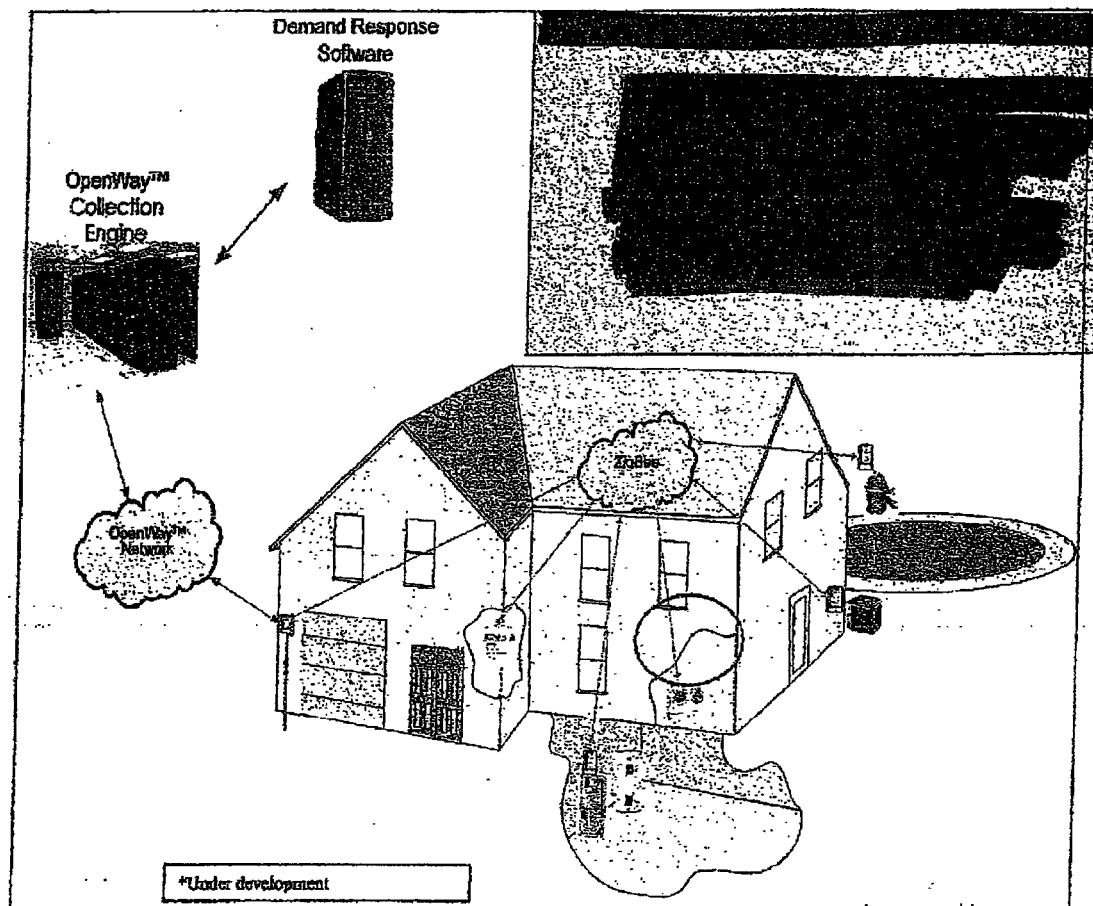 Demand Response
Software
OpenWay™
Collection
Engine
ZigBee
OpenWay™
Network
*Under development